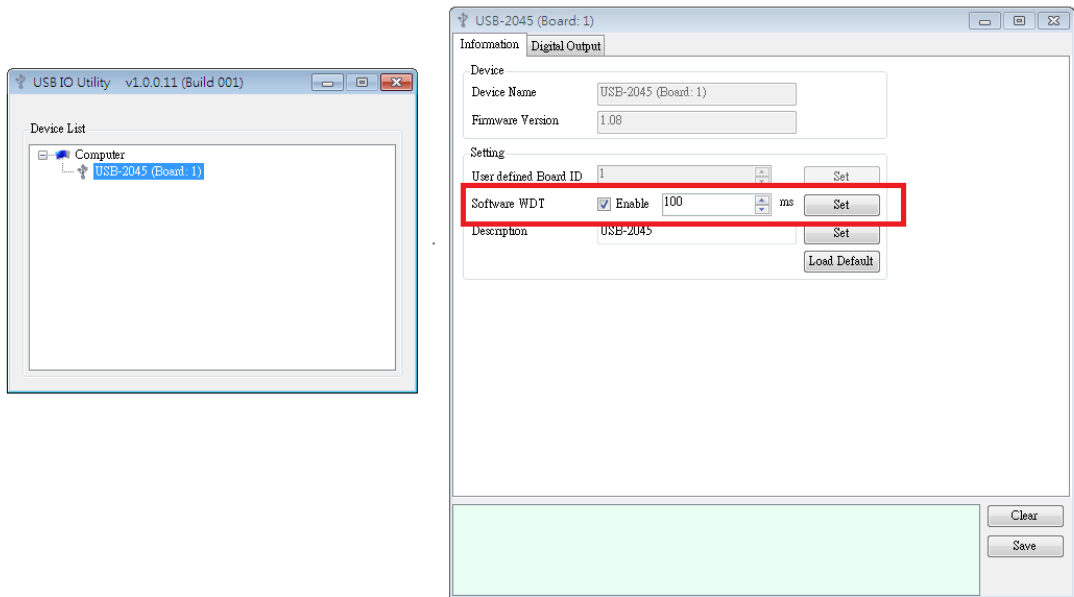 USB IO Utility v1.0.0.11 (Build 001)
Device List
Computer
USB-2045 (Board: 1)
USB-2045 (Board: 1)
Information Digital Output
Device
Device Name USB-2045 (Board: 1)
Firmware Version 1.08
Setting
User defined Board ID 1 Set
Software WDT Enable 100 ms Set
Description USB-2045 Set
Load Default
Clear
Save